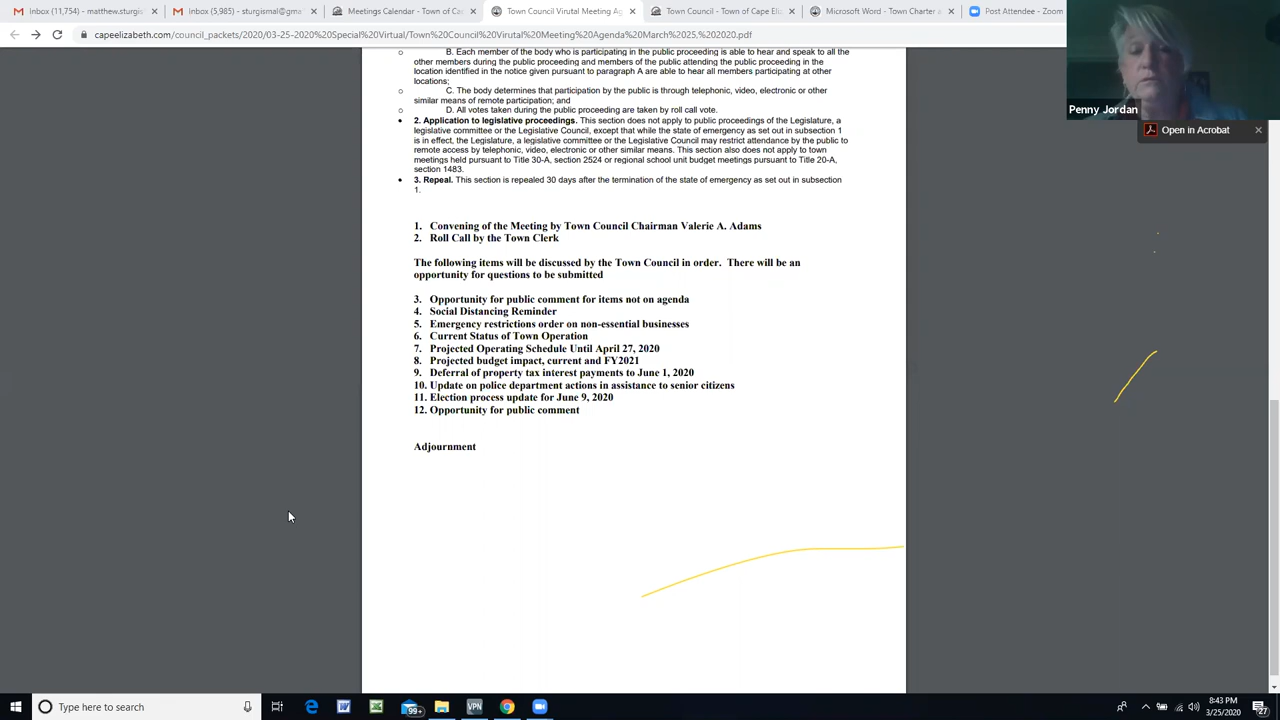 Inbox (11,754) - matthew.sturgis
Inbox (5,985) - sturgismal@gm
Meetings Calendar - Town of Cap
Town Council Virutal Meeting Ag
Town Council - Town of Cape Eliz
Microsoft Word - Town Charter a
Post Attendee - Zoom
capeelizabeth.com/council_packets/2020/03-25-2020%20Special%20Virtual/Town%20Council%20Virutal%20Meeting%20Agenda%20March%2025,%202020.pdf
Penny Jordan
Open in Acrobat
o B. Each member of the body who is participating in the public proceeding is able to hear and speak to all the
other members during the public proceeding and members of the public attending the public proceeding in the
location identified in the notice given pursuant to paragraph A are able to hear all members participating at other
locations;
o C. The body determines that participation by the public is through telephonic, video, electronic or other
similar means of remote participation; and
o D. All votes taken during the public proceeding are taken by roll call vote.
• 2. Application to legislative proceedings. This section does not apply to public proceedings of the Legislature, a
legislative committee or the Legislative Council, except that while the state of emergency as set out in subsection 1
is in effect, the Legislature, a legislative committee or the Legislative Council may restrict attendance by the public to
remote access by telephonic, video, electronic or other similar means. This section also does not apply to town
meetings held pursuant to Title 30-A, section 2524 or regional school unit budget meetings pursuant to Title 20-A,
section 1483.
• 3. Repeal. This section is repealed 30 days after the termination of the state of emergency as set out in subsection
1.
1. Convening of the Meeting by Town Council Chairman Valerie A. Adams
2. Roll Call by the Town Clerk
The following items will be discussed by the Town Council in order. There will be an
opportunity for questions to be submitted
3. Opportunity for public comment for items not on agenda
4. Social Distancing Reminder
5. Emergency restrictions order on non-essential businesses
6. Current Status of Town Operation
7. Projected Operating Schedule Until April 27, 2020
8. Projected budget impact, current and FY2021
9. Deferral of property tax interest payments to June 1, 2020
10. Update on police department actions in assistance to senior citizens
11. Election process update for June 9, 2020
12. Opportunity for public comment
Adjournment
Type here to search
99+
VPN
8:43 PM
3/25/2020
27